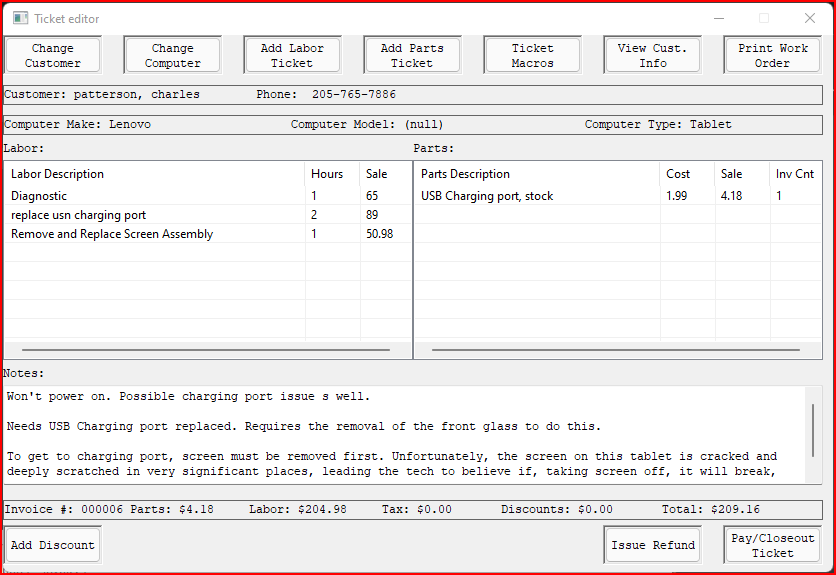 Ticket editor
Change Customer
Change Computer
Add Labor Ticket
Add Parts Ticket
Ticket Macros
View Cust. Info
Print Work Order
Customer: patterson, charles Phone: 205-765-7886
Computer Make: Lenovo Computer Model: (null) Computer Type: Tablet
Labor: Parts:
Labor Description Hours Sale
Diagnostic 1 65
replace usn charging port 2 89
Remove and Replace Screen Assembly 1 50.98
Parts Description Cost Sale Inv Cnt
USB Charging port, stock 1.99 4.18 1
Notes:
Won't power on. Possible charging port issue s well.
Needs USB Charging port replaced. Requires the removal of the front glass to do this.
To get to charging port, screen must be removed first. Unfortunately, the screen on this tablet is cracked and
deeply scratched in very significant places, leading the tech to believe if, taking screen off, it will break,
Invoice #: 000006 Parts: $4.18 Labor: $204.98 Tax: $0.00 Discounts: $0.00 Total: $209.16
Add Discount
Issue Refund
Pay/Closeout Ticket